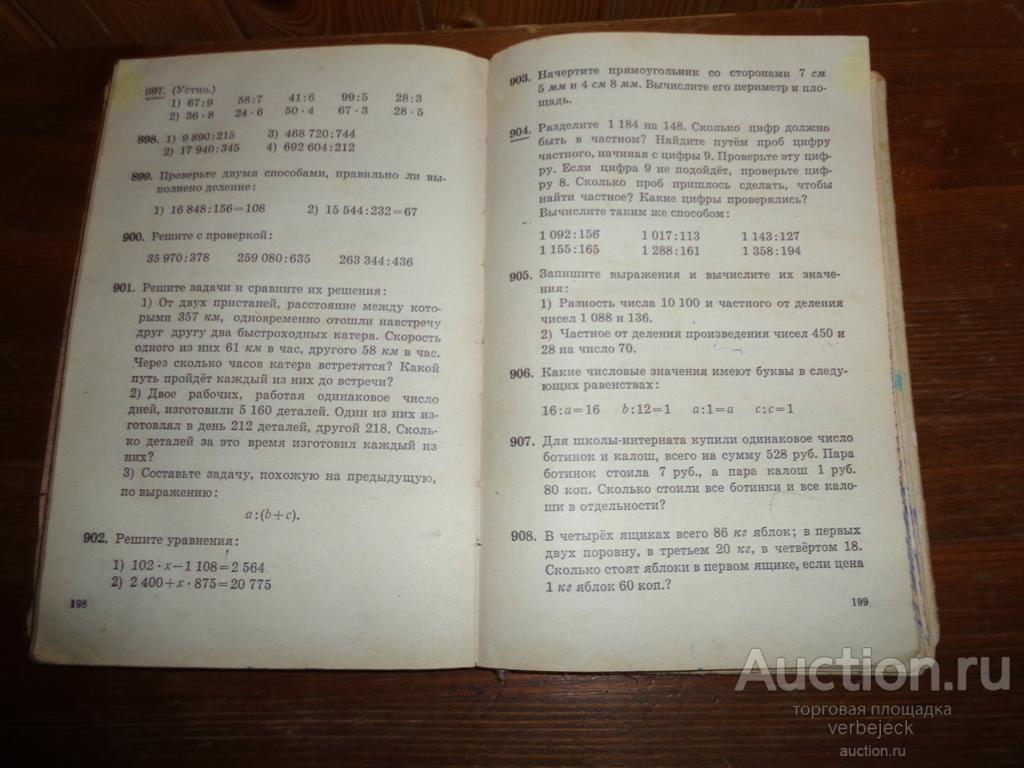 897. (Устно.)
1) 67:9 58:7 41:6 99:5 28:3
2) 36·8 24·6 50·4 67·3 28·5
898. 1) 9 890:215 3) 468 720:744
2) 17 940:345 4) 692 604:212
899. Проверьте двумя способами, правильно ли вы-
полнено деление:
1) 16 848:156=108 2) 15 544:232=67
900. Решите с проверкой:
35 970:378 259 080:635 263 344:436
901. Решите задачи и сравните их решения:
1) От двух пристаней, расстояние между кото-
рыми 357 км, одновременно отошли навстречу
друг другу два быстроходных катера. Скорость
одного из них 61 км в час, другого 58 км в час.
Через сколько часов катера встретятся? Какой
путь пройдёт каждый из них до встречи?
2) Двое рабочих, работая одинаковое число
дней, изготовили 5 160 деталей. Один из них из-
готовлял в день 212 деталей, другой 218. Сколь-
ко деталей за это время изготовил каждый из
них?
3) Составьте задачу, похожую на предыдущую,
по выражению:
a:(b+c).
902. Решите уравнения:
1) 102·x−1 108=2 564
2) 2 400+x·875=20 775
198
903. Начертите прямоугольник со сторонами 7 см
5 мм и 4 см 8 мм. Вычислите его периметр и пло-
щадь.
904. Разделите 1 184 на 148. Сколько цифр должно
быть в частном? Найдите путём проб цифру
частного, начиная с цифры 9. Проверьте эту циф-
ру. Если цифра 9 не подойдёт, проверьте циф-
ру 8. Сколько проб пришлось сделать, чтобы
найти частное? Какие цифры проверялись?
Вычислите таким же способом:
1 092:156 1 017:113 1 143:127
1 155:165 1 288:161 1 358:194
905. Запишите выражения и вычислите их значе-
ния:
1) Разность числа 10 100 и частного от деления
чисел 1 088 и 136.
2) Частное от деления произведения чисел 450 и
28 на число 70.
906. Какие числовые значения имеют буквы в следу-
ющих равенствах:
16:a=16 b:12=1 a:1=a c:c=1
907. Для школы-интерната купили одинаковое число
ботинок и калош, всего на сумму 528 руб. Пара
ботинок стоила 7 руб., а пара калош 1 руб.
80 коп. Сколько стоили все ботинки и все кало-
ши в отдельности?
908. В четырёх ящиках всего 86 кг яблок; в первых
двух поровну, в третьем 20 кг, в четвёртом 18.
Сколько стоят яблоки в первом ящике, если цена
1 кг яблок 60 коп.?
199
Auction.ru
торговая площадка
verbejeck
auction.ru